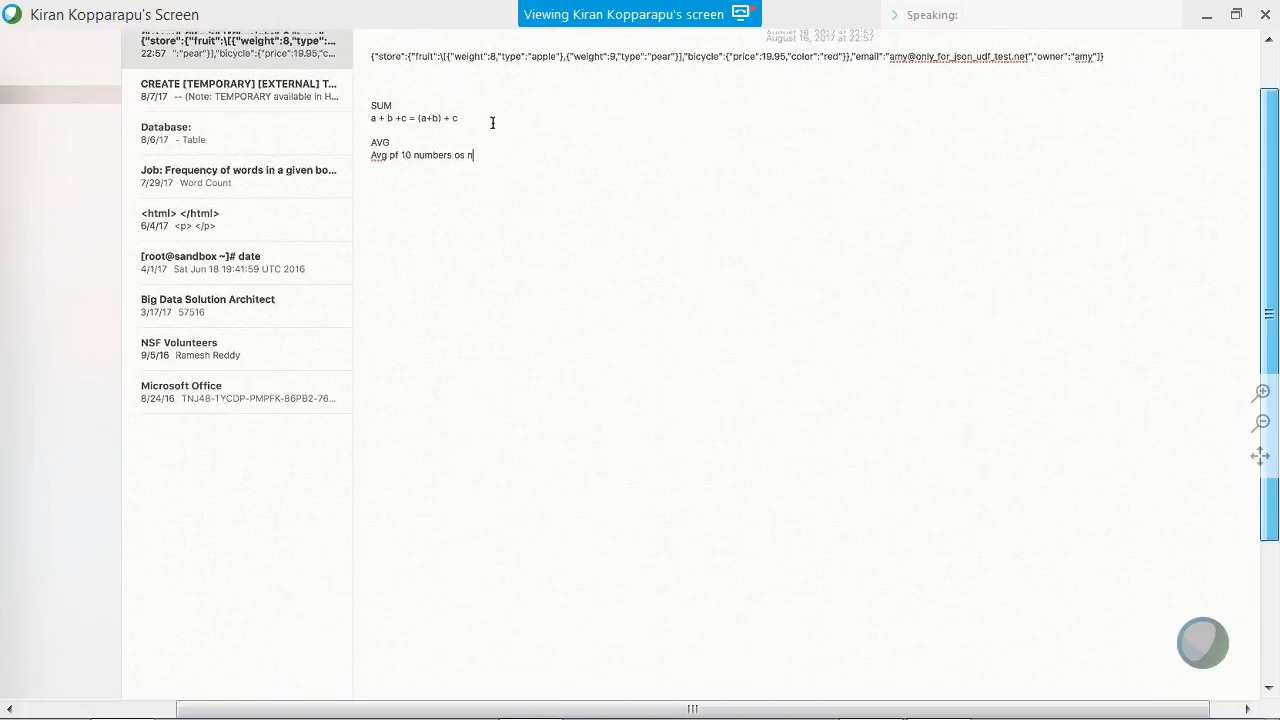 Kiran Kopparapu's Screen
Viewing Kiran Kopparapu's screen
Speaking:
{"store":{"fruit":\[{"weight":8,"type":...
22:57 ":"pear"}],"bicycle":{"price":19.95,"c...
CREATE [TEMPORARY] [EXTERNAL] T...
8/7/17 -- (Note: TEMPORARY available in H...
Database:
8/6/17 - Table
Job: Frequency of words in a given bo...
7/29/17 Word Count
<html> </html>
6/4/17 <p> </p>
[root@sandbox ~]# date
4/1/17 Sat Jun 18 19:41:59 UTC 2016
Big Data Solution Architect
3/17/17 57516
NSF Volunteers
9/5/16 Ramesh Reddy
Microsoft Office
8/24/16 TNJ48-TYCDP-PMPFK-86PB2-76...
August 16, 2017 at 22:57
{"store":{"fruit":\[{"weight":8,"type":"apple"},{"weight":9,"type":"pear"}],"bicycle":{"price":19.95,"color":"red"}},"email":"amy@only_for_json_udf_test.net","owner":"amy"]}
SUM
a + b +c = (a+b) + c
AVG
Avg pf 10 numbers os n